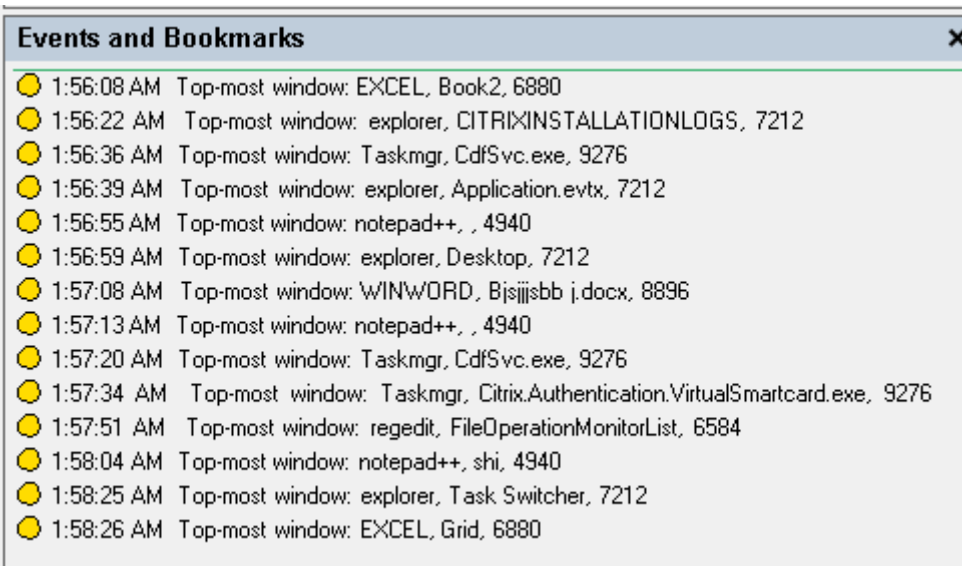 Events and Bookmarks
1:56:08 AM Top-most window: EXCEL, Book2, 6880
1:56:22 AM Top-most window: explorer, CITRIXINSTALLATIONLOGS, 7212
1:56:36 AM Top-most window: Taskmgr, CdfSvc.exe, 9276
1:56:39 AM Top-most window: explorer, Application.evtx, 7212
1:56:55 AM Top-most window: notepad++, , 4940
1:56:59 AM Top-most window: explorer, Desktop, 7212
1:57:08 AM Top-most window: WINWORD, Bjsjjjsbb j.docx, 8896
1:57:13 AM Top-most window: notepad++, , 4940
1:57:20 AM Top-most window: Taskmgr, CdfSvc.exe, 9276
1:57:34 AM Top-most window: Taskmgr, Citrix.Authentication.VirtualSmartcard.exe, 9276
1:57:51 AM Top-most window: regedit, FileOperationMonitorList, 6584
1:58:04 AM Top-most window: notepad++, shi, 4940
1:58:25 AM Top-most window: explorer, Task Switcher, 7212
1:58:26 AM Top-most window: EXCEL, Grid, 6880